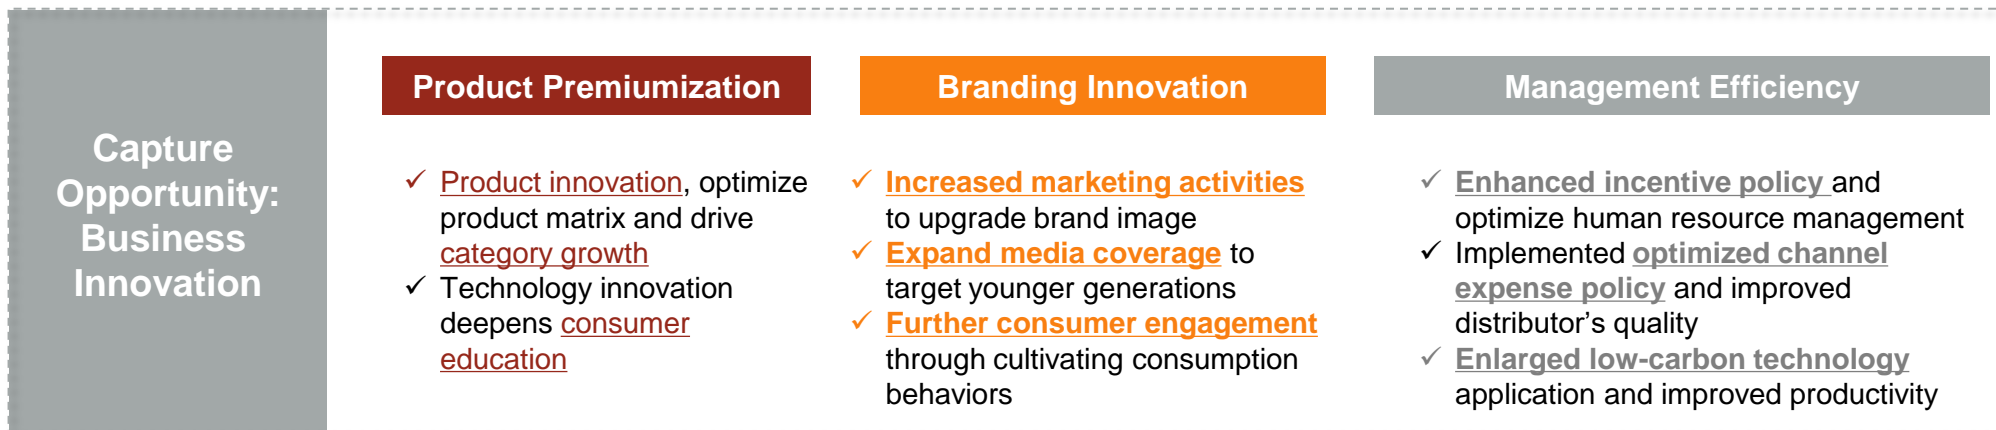 Capture
Opportunity:
Business
Innovation
Product Premiumization
✓ Product innovation, optimize
product matrix and drive
category growth
✓ Technology innovation
deepens consumer
education
Branding Innovation
✓ Increased marketing activities
to upgrade brand image
✓ Expand media coverage to
target younger generations
✓ Further consumer engagement
through cultivating consumption
behaviors
Management Efficiency
✓ Enhanced incentive policy and
optimize human resource management
✓ Implemented optimized channel
expense policy and improved
distributor’s quality
✓ Enlarged low-carbon technology
application and improved productivity